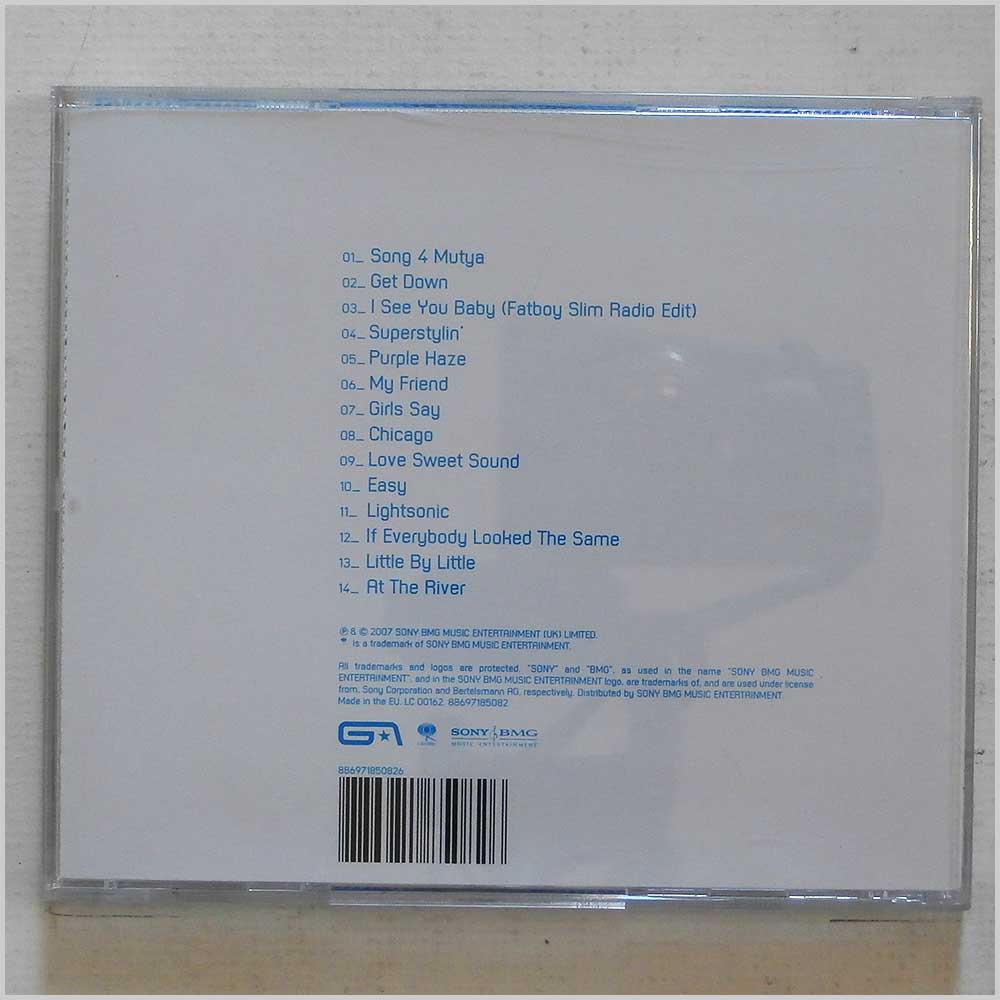 01_ Song 4 Mutya
02_ Get Down
03_ I See You Baby (Fatboy Slim Radio Edit)
04_ Superstylin'
05_ Purple Haze
06_ My Friend
07_ Girls Say
08_ Chicago
09_ Love Sweet Sound
10_ Easy
11_ Lightsonic
12_ If Everybody Looked The Same
13_ Little By Little
14_ At The River
℗ & © 2007 SONY BMG MUSIC ENTERTAINMENT (UK) LIMITED.
is a trademark of SONY BMG MUSIC ENTERTAINMENT.
All trademarks and logos are protected. "SONY" and "BMG", as used in the name "SONY BMG MUSIC
ENTERTAINMENT", and in the SONY BMG MUSIC ENTERTAINMENT logo, are trademarks of, and are used under license
from, Sony Corporation and Bertelsmann AG, respectively. Distributed by SONY BMG MUSIC ENTERTAINMENT
Made in the EU. LC 00162. 88697185082
GA
SONY BMG
MUSIC ENTERTAINMENT
886971850826